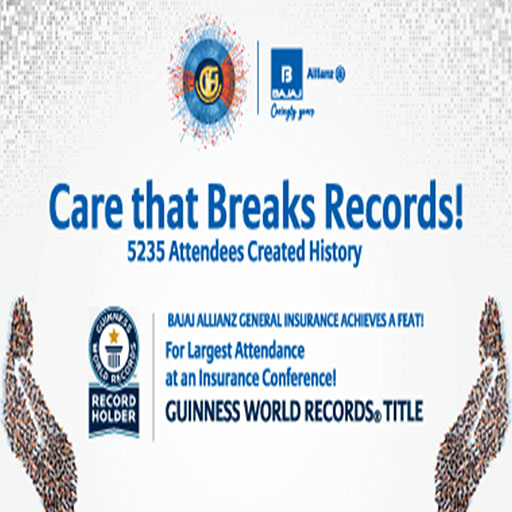 B
BAJAJ
Allianz
Caringly yours
Care that Breaks Records!
5235 Attendees Created History
GUINNESS WORLD RECORDS
RECORD
HOLDER
BAJAJ ALLIANZ GENERAL INSURANCE ACHIEVES A FEAT!
For Largest Attendance
at an Insurance Conference!
GUINNESS WORLD RECORDS® TITLE